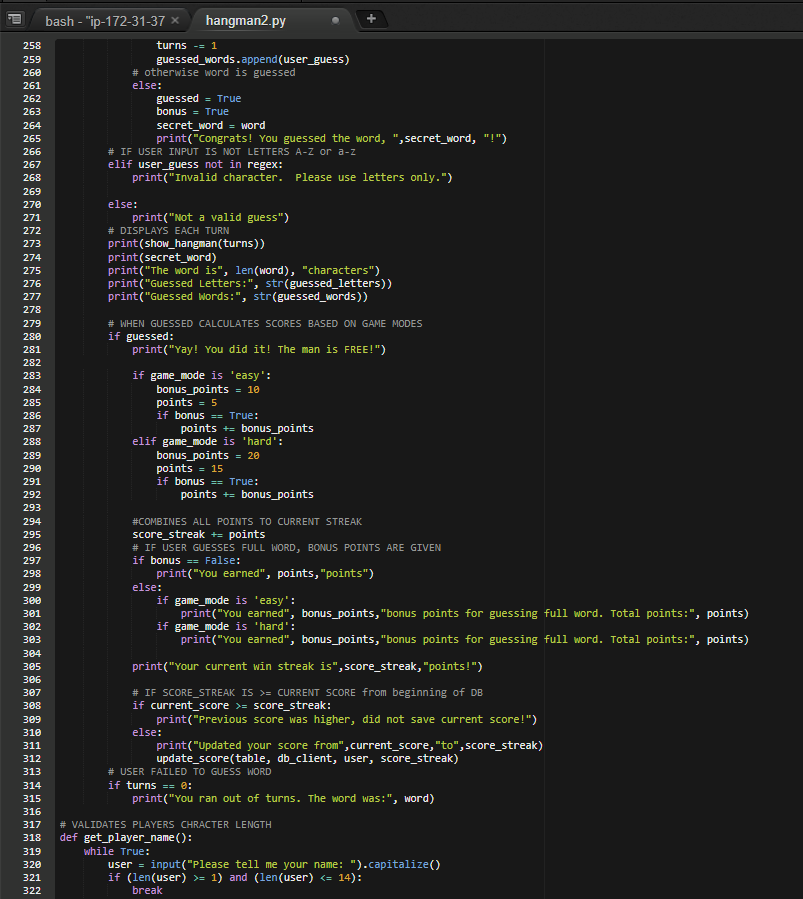 bash - "ip-172-31-37 × hangman2.py
258 turns -= 1
259 guessed_words.append(user_guess)
260 # otherwise word is guessed
261 else:
262 guessed = True
263 bonus = True
264 secret_word = word
265 print("Congrats! You guessed the word, ",secret_word, "!")
266 # IF USER INPUT IS NOT LETTERS A-Z or a-z
267 elif user_guess not in regex:
268 print("Invalid character.  Please use letters only.")
269
270 else:
271 print("Not a valid guess")
272 # DISPLAYS EACH TURN
273 print(show_hangman(turns))
274 print(secret_word)
275 print("The word is", len(word), "characters")
276 print("Guessed Letters:", str(guessed_letters))
277 print("Guessed Words:", str(guessed_words))
278
279 # WHEN GUESSED CALCULATES SCORES BASED ON GAME MODES
280 if guessed:
281 print("Yay! You did it! The man is FREE!")
282
283 if game_mode is 'easy':
284 bonus_points = 10
285 points = 5
286 if bonus == True:
287 points += bonus_points
288 elif game_mode is 'hard':
289 bonus_points = 20
290 points = 15
291 if bonus == True:
292 points += bonus_points
293
294 #COMBINES ALL POINTS TO CURRENT STREAK
295 score_streak += points
296 # IF USER GUESSES FULL WORD, BONUS POINTS ARE GIVEN
297 if bonus == False:
298 print("You earned", points,"points")
299 else:
300 if game_mode is 'easy':
301 print("You earned", bonus_points,"bonus points for guessing full word. Total points:", points)
302 if game_mode is 'hard':
303 print("You earned", bonus_points,"bonus points for guessing full word. Total points:", points)
304
305 print("Your current win streak is",score_streak,"points!")
306
307 # IF SCORE_STREAK IS >= CURRENT SCORE from beginning of DB
308 if current_score >= score_streak:
309 print("Previous score was higher, did not save current score!")
310 else:
311 print("Updated your score from",current_score,"to",score_streak)
312 update_score(table, db_client, user, score_streak)
313 # USER FAILED TO GUESS WORD
314 if turns == 0:
315 print("You ran out of turns. The word was:", word)
316
317 # VALIDATES PLAYERS CHRACTER LENGTH
318 def get_player_name():
319 while True:
320 user = input("Please tell me your name: ").capitalize()
321 if (len(user) >= 1) and (len(user) <= 14):
322 break